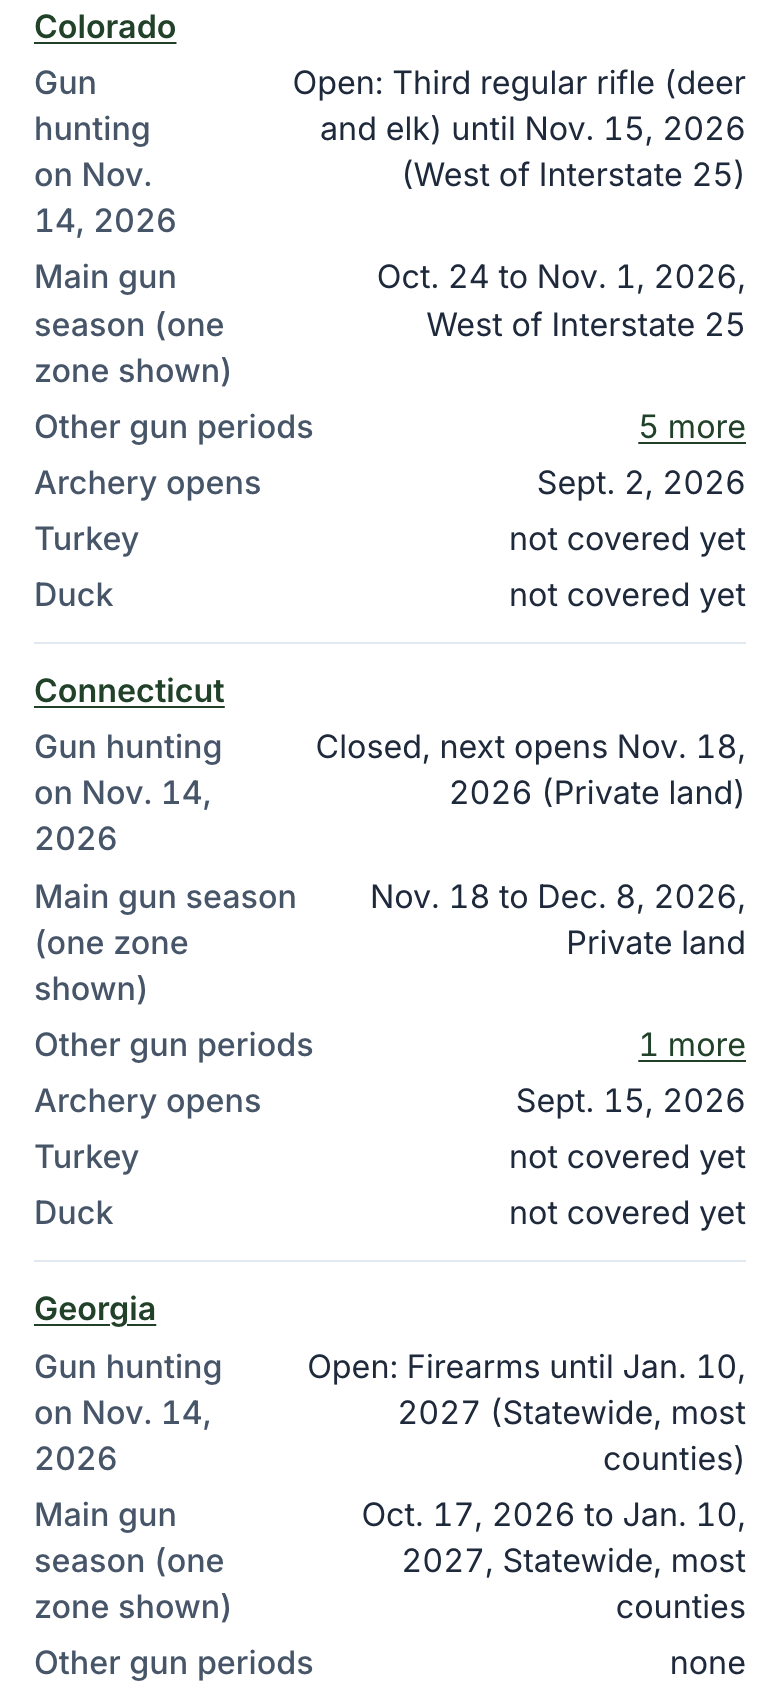 Colorado
Gun hunting on Nov. 14, 2026
Open: Third regular rifle (deer and elk) until Nov. 15, 2026 (West of Interstate 25)
Main gun season (one zone shown)
Oct. 24 to Nov. 1, 2026, West of Interstate 25
Other gun periods
5 more
Archery opens
Sept. 2, 2026
Turkey
not covered yet
Duck
not covered yet
Connecticut
Gun hunting on Nov. 14, 2026
Closed, next opens Nov. 18, 2026 (Private land)
Main gun season (one zone shown)
Nov. 18 to Dec. 8, 2026, Private land
Other gun periods
1 more
Archery opens
Sept. 15, 2026
Turkey
not covered yet
Duck
not covered yet
Georgia
Gun hunting on Nov. 14, 2026
Open: Firearms until Jan. 10, 2027 (Statewide, most counties)
Main gun season (one zone shown)
Oct. 17, 2026 to Jan. 10, 2027, Statewide, most counties
Other gun periods
none